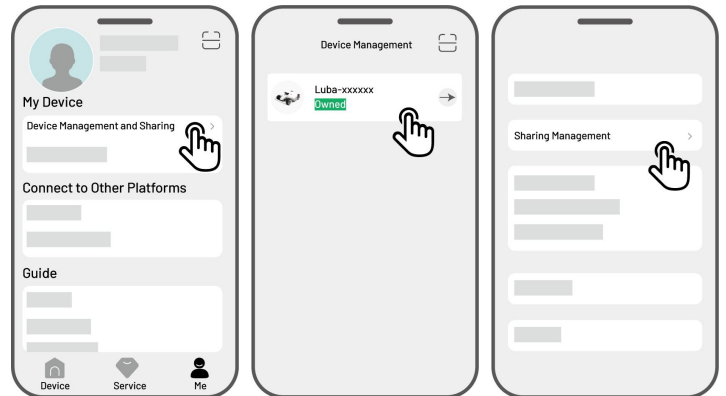 My Device
Device Management and Sharing
Connect to Other Platforms
Guide
Device
Service
Me
Device Management
Luba-xxxxxx
Owned
Sharing Management